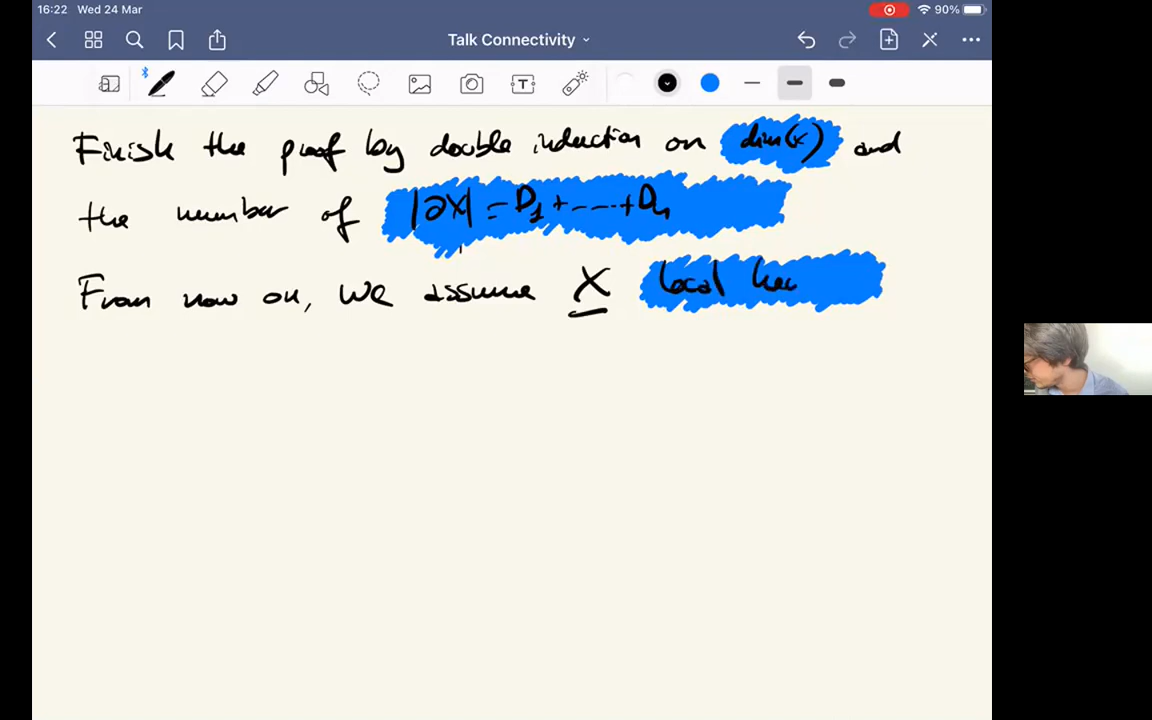 16:22 Wed 24 Mar 90%
Talk Connectivity
T
Finish the proof by double induction on dim(X) and
the number of |∂X| = D1 + ---- + Dn
From now on, we assume X local hen